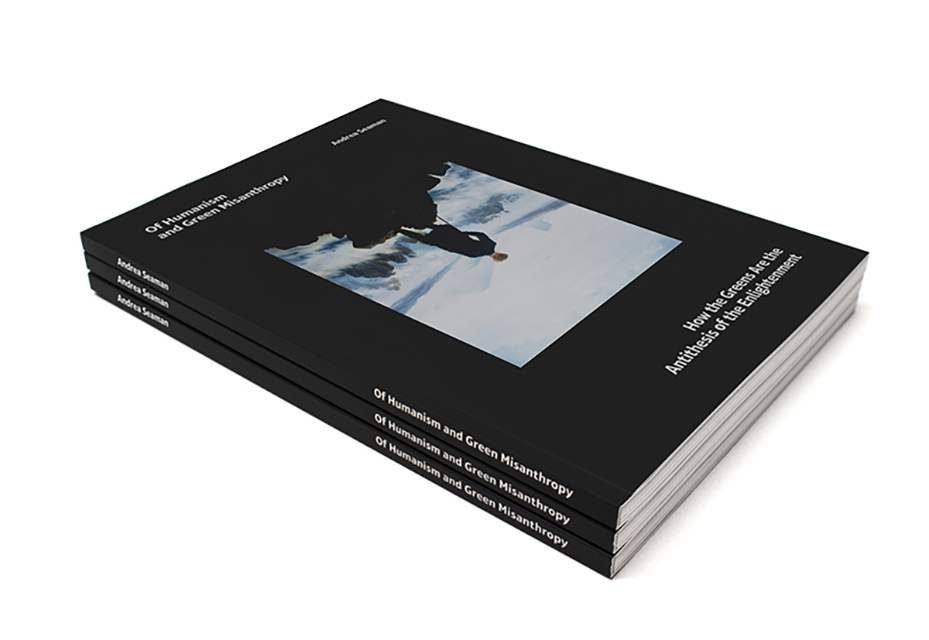 Of Humanism
and Green Misanthropy
Andrea Seaman
How the Greens Are the
Antithesis of the Enlightenment
Andrea Seaman
Of Humanism and Green Misanthropy
Andrea Seaman
Of Humanism and Green Misanthropy
Andrea Seaman
Of Humanism and Green Misanthropy